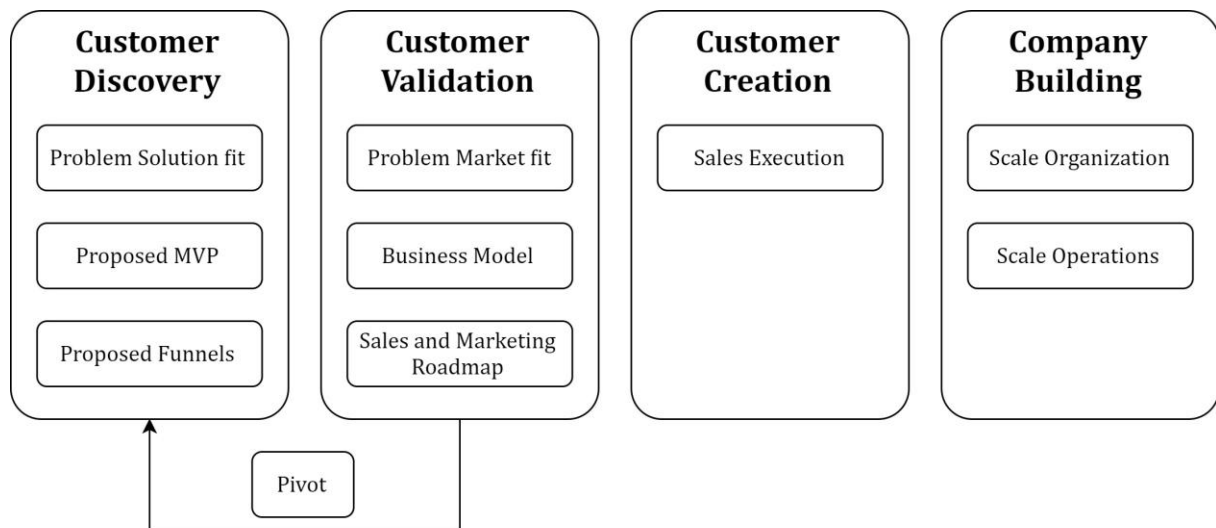 Customer
Discovery
Problem Solution fit
Proposed MVP
Proposed Funnels
Customer
Validation
Problem Market fit
Business Model
Sales and Marketing
Roadmap
Customer
Creation
Sales Execution
Company
Building
Scale Organization
Scale Operations
Pivot